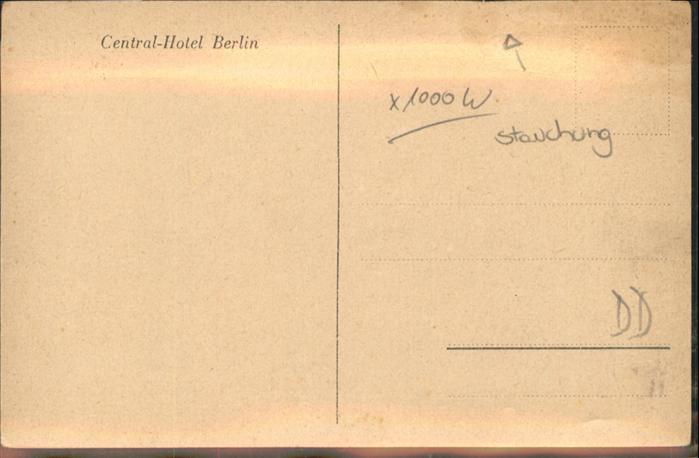 Central-Hotel Berlin
x 1000 W
Stauchung
DD